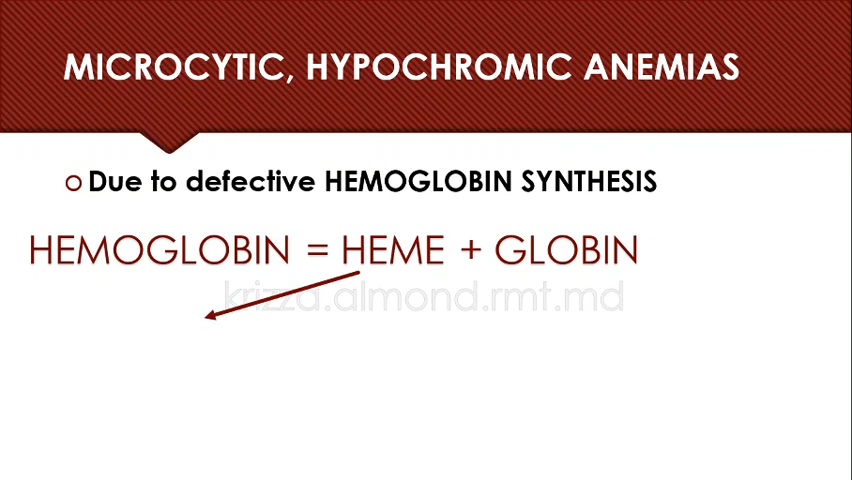 MICROCYTIC, HYPOCHROMIC ANEMIAS
Due to defective HEMOGLOBIN SYNTHESIS
HEMOGLOBIN = HEME + GLOBIN
krizza.almond.rmt.md